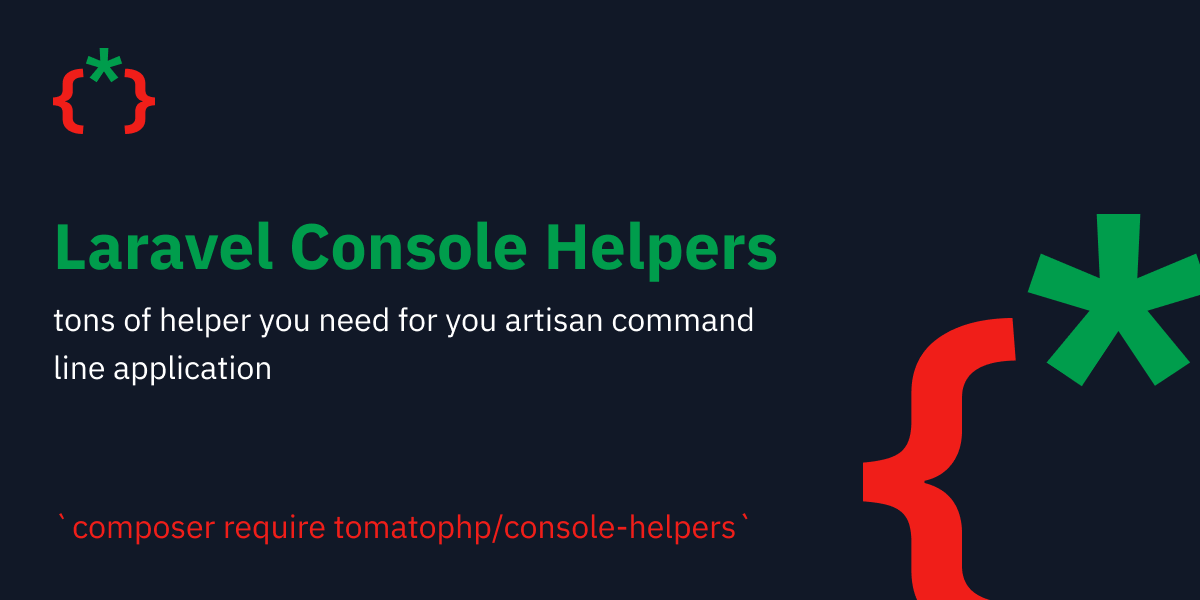 {*}
Laravel Console Helpers
tons of helper you need for you artisan command
line application
`composer require tomatophp/console-helpers`